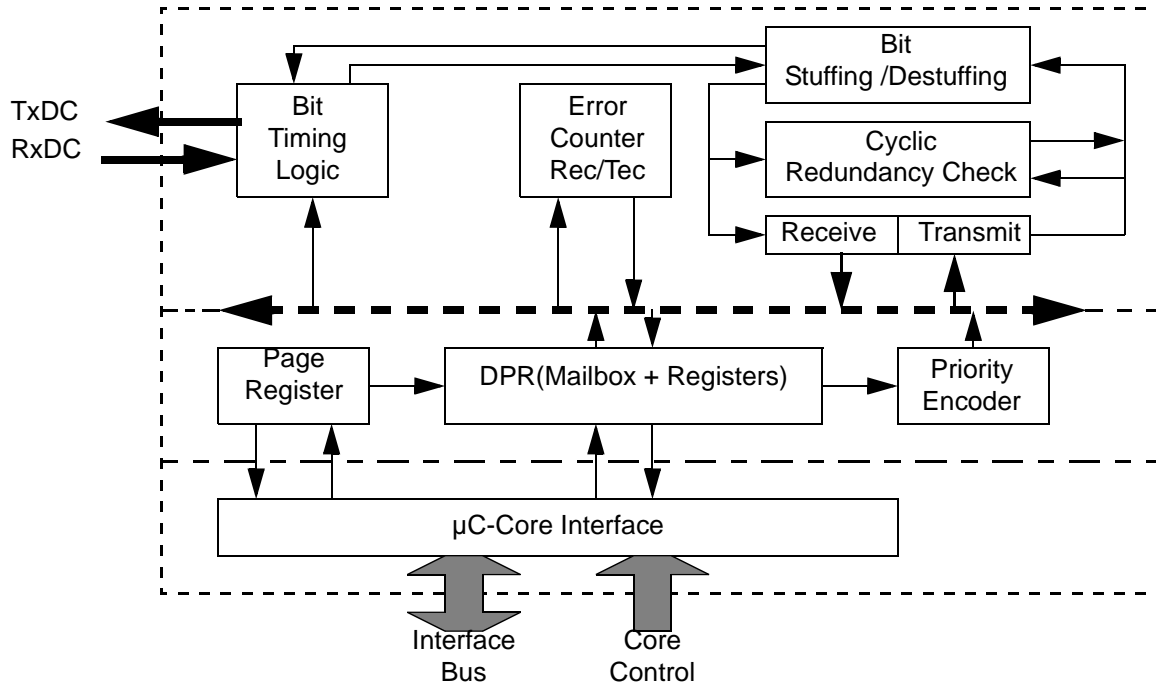 Bit
Stuffing /Destuffing
TxDC
RxDC
Bit
Timing
Logic
Error
Counter
Rec/Tec
Cyclic
Redundancy Check
Receive
Transmit
Page
Register
DPR(Mailbox + Registers)
Priority
Encoder
µC-Core Interface
Interface
Bus
Core
Control